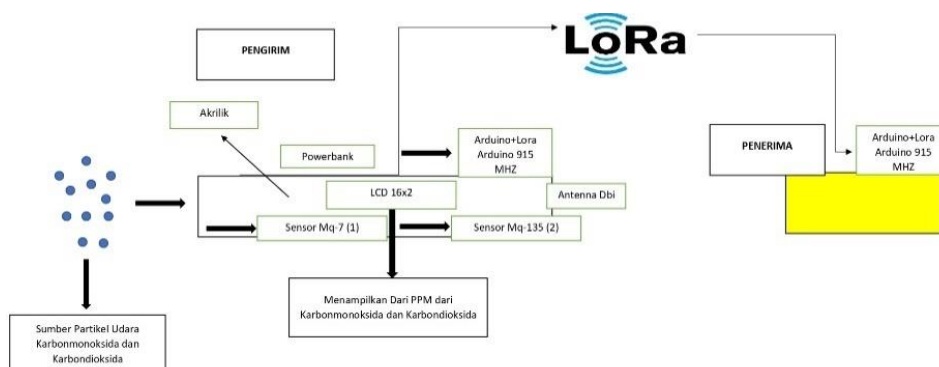 PENGIRIM
LoRa
Akrilik
Powerbank
Arduino+Lora
Arduino 915
MHZ
PENERIMA
Arduino+Lora
Arduino 915
MHZ
LCD 16x2
Antenna Dbi
Sensor Mq-7 (1)
Sensor Mq-135 (2)
Menampilkan Dari PPM dari
Karbonmonoksida dan Karbondioksida
Sumber Partikel Udara
Karbonmonoksida dan
Karbondioksida